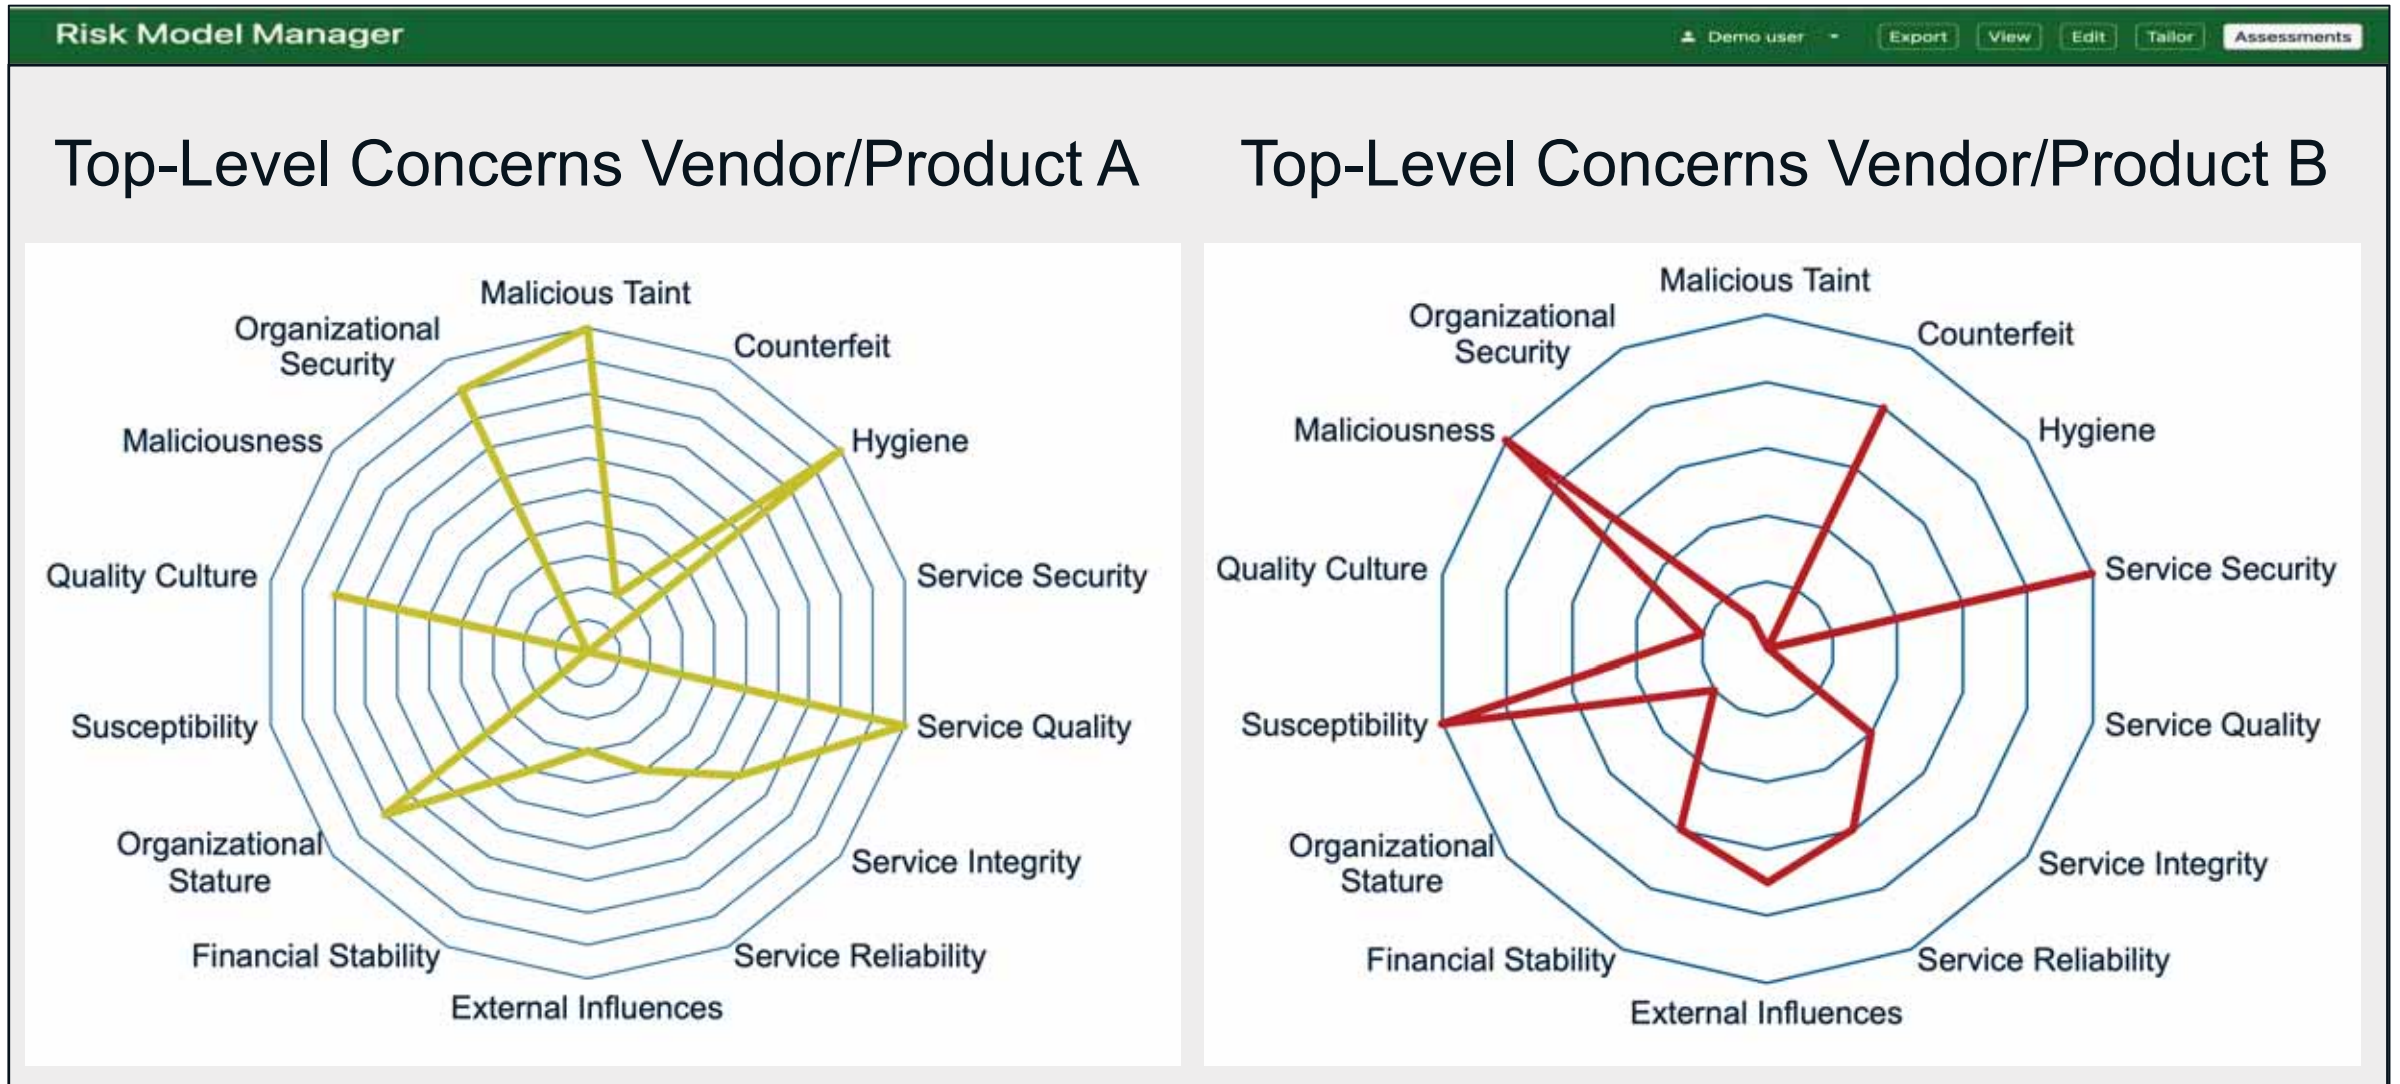 Risk Model Manager
Demo user
Export
View
Edit
Tailor
Assessments
Top-Level Concerns Vendor/Product A
Malicious Taint
Counterfeit
Hygiene
Service Security
Service Quality
Service Integrity
Service Reliability
External Influences
Financial Stability
Organizational
Stature
Susceptibility
Quality Culture
Maliciousness
Organizational
Security
Top-Level Concerns Vendor/Product B
Malicious Taint
Counterfeit
Hygiene
Service Security
Service Quality
Service Integrity
Service Reliability
External Influences
Financial Stability
Organizational
Stature
Susceptibility
Quality Culture
Maliciousness
Organizational
Security